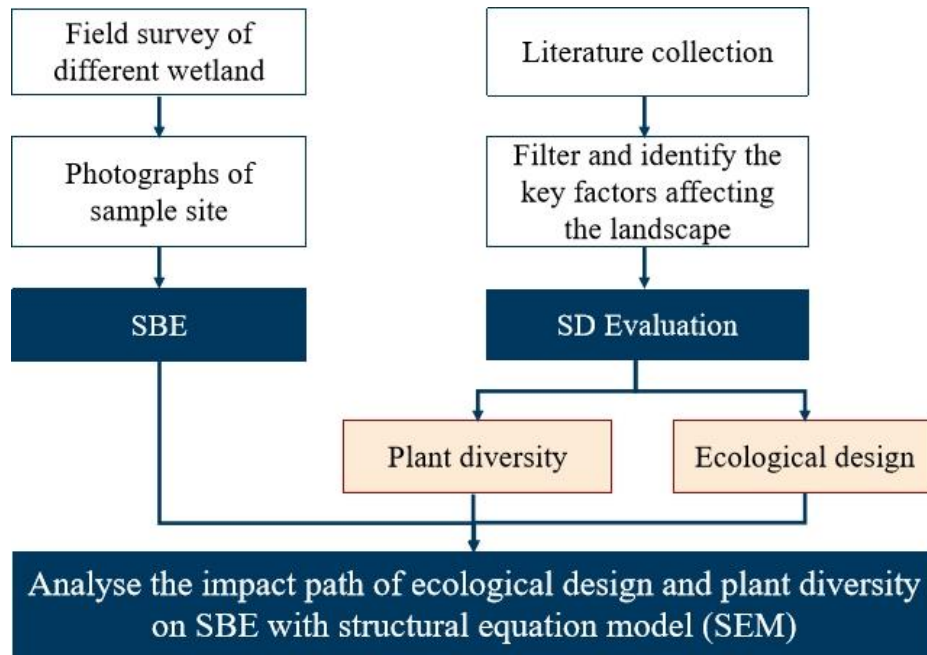 Field survey of
different wetland
Literature collection
Photographs of
sample site
Filter and identify the
key factors affecting
the landscape
SBE
SD Evaluation
Plant diversity
Ecological design
Analyse the impact path of ecological design and plant diversity
on SBE with structural equation model (SEM)